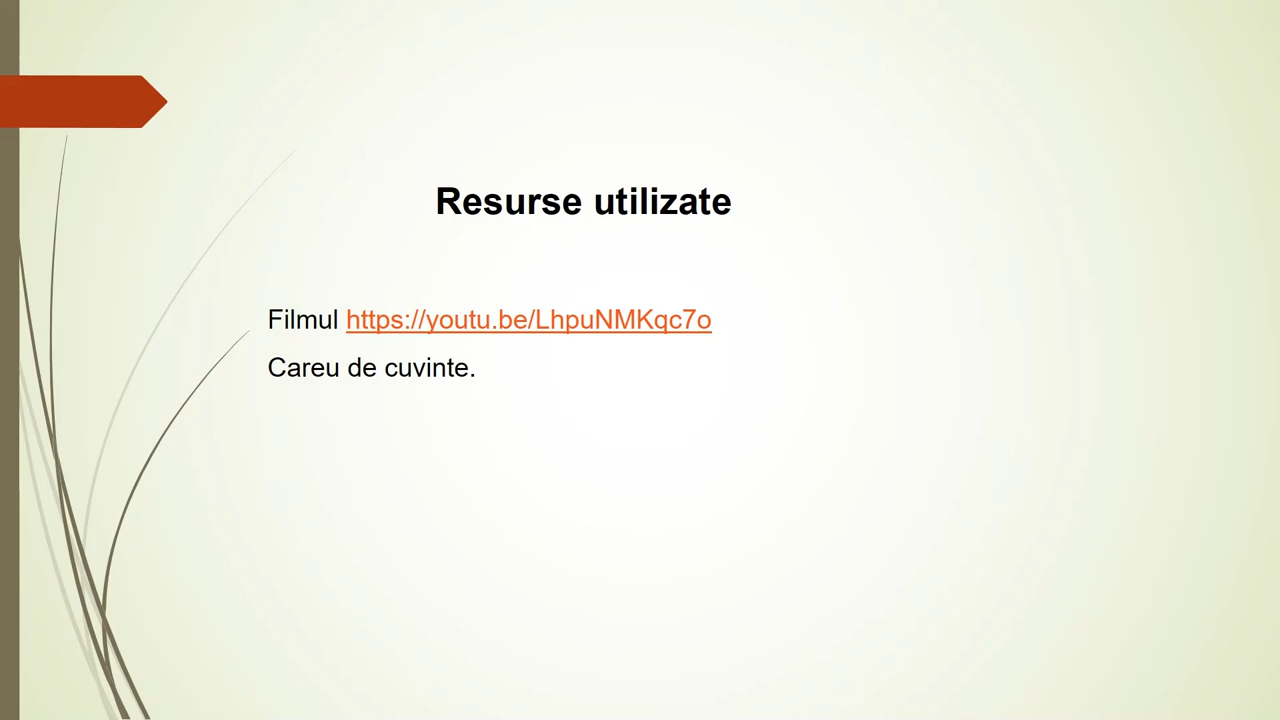 Resurse utilizate
Filmul https://youtu.be/LhpuNMKqc7o
Careu de cuvinte.